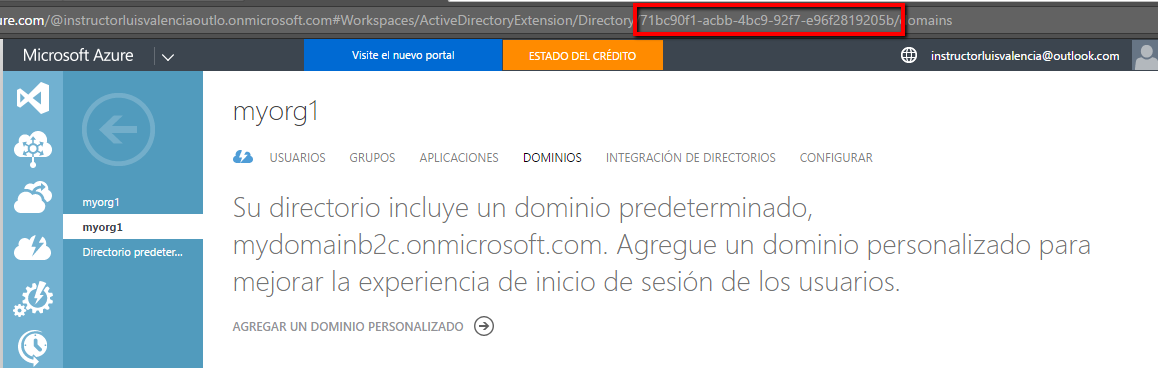 ure.com/@instructorluisvalenciaoutlo.onmicrosoft.com#Workspaces/ActiveDirectoryExtension/Directory/71bc90f1-acbb-4bc9-92f7-e96f2819205b/domains
Microsoft Azure
Visite el nuevo portal
ESTADO DEL CRÉDITO
instructorluisvalencia@outlook.com
myorg1
myorg1
Directorio predeter...
myorg1
USUARIOS GRUPOS APLICACIONES DOMINIOS INTEGRACIÓN DE DIRECTORIOS CONFIGURAR
Su directorio incluye un dominio predeterminado,
mydomainb2c.onmicrosoft.com. Agregue un dominio personalizado para
mejorar la experiencia de inicio de sesión de los usuarios.
AGREGAR UN DOMINIO PERSONALIZADO